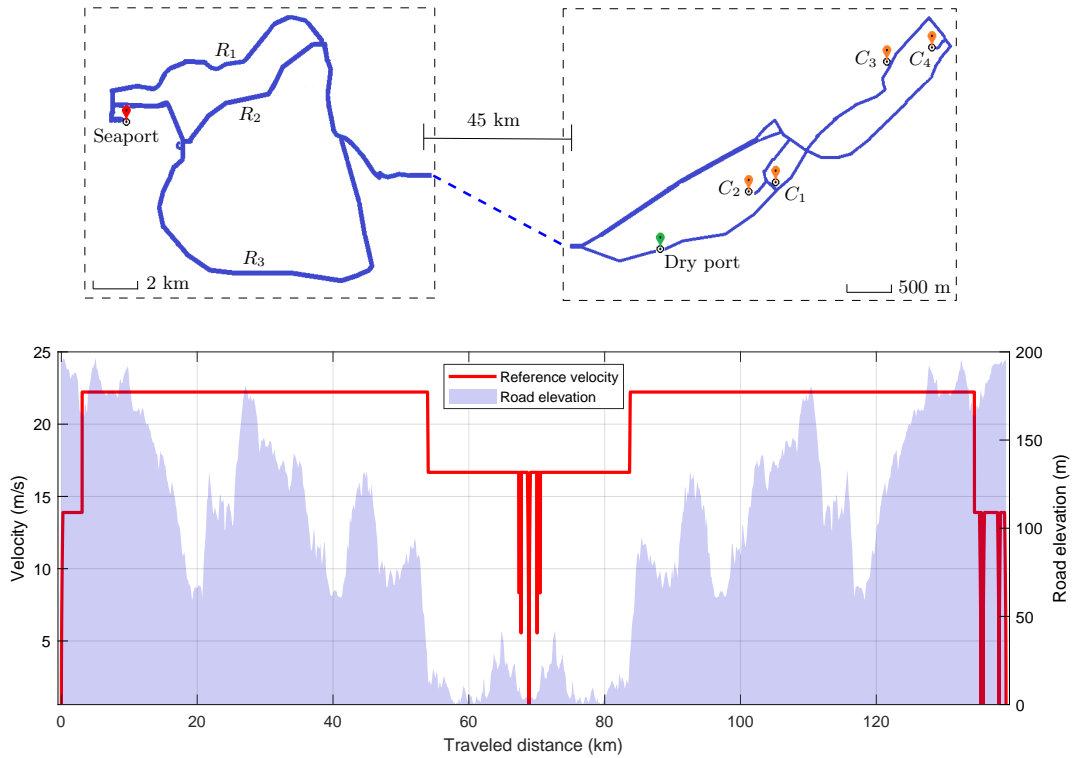 R1
R2
R3
Seaport
2 km
45 km
C3
C4
C2
C1
Dry port
500 m
Reference velocity
Road elevation
Velocity (m/s)
25
20
15
10
5
200
150
100
50
0
Road elevation (m)
0
20
40
60
80
100
120
Traveled distance (km)